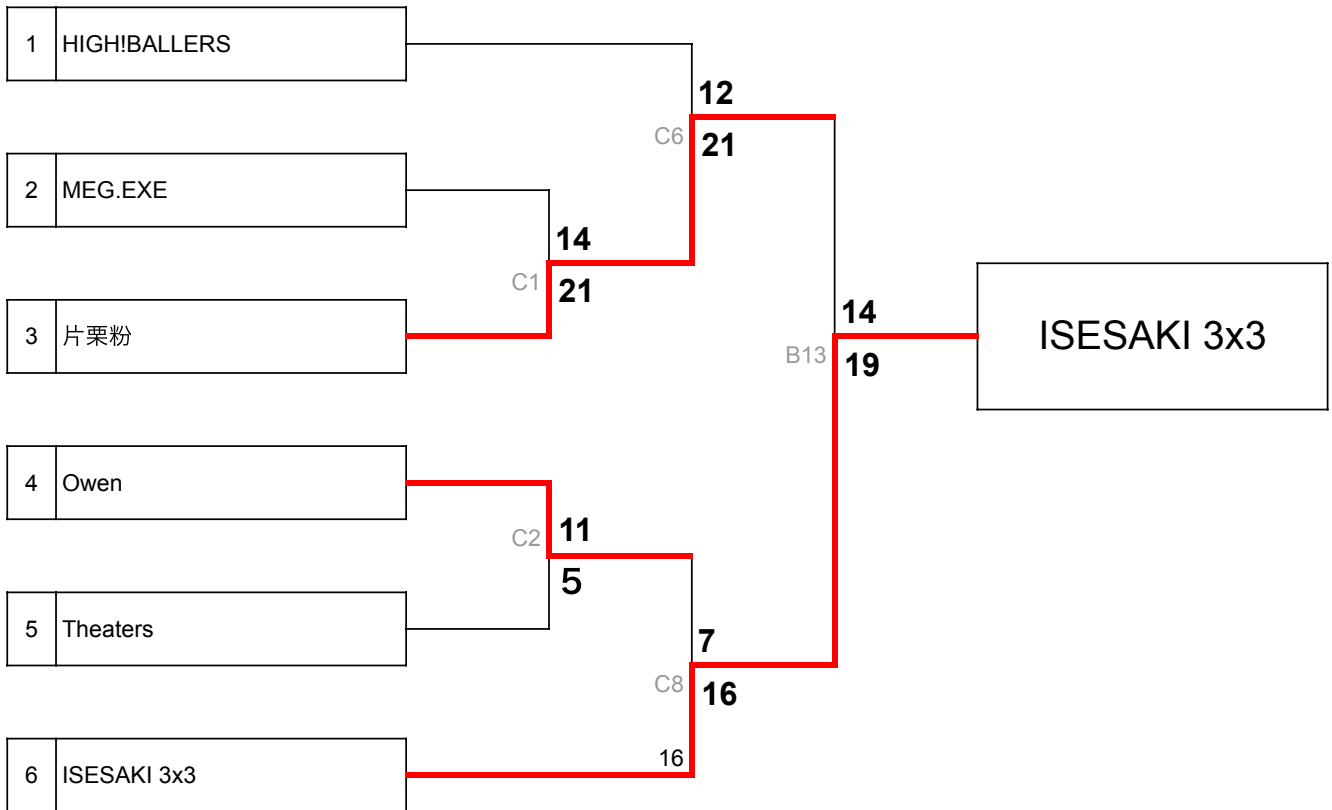 1 HIGH!BALLERS
12
C6
21
2 MEG.EXE
14
C1
21
3 片栗粉
14
B13
19
ISESAKI 3x3
4 Owen
C2
11
5
5 Theaters
7
C8
16
16
6 ISESAKI 3x3